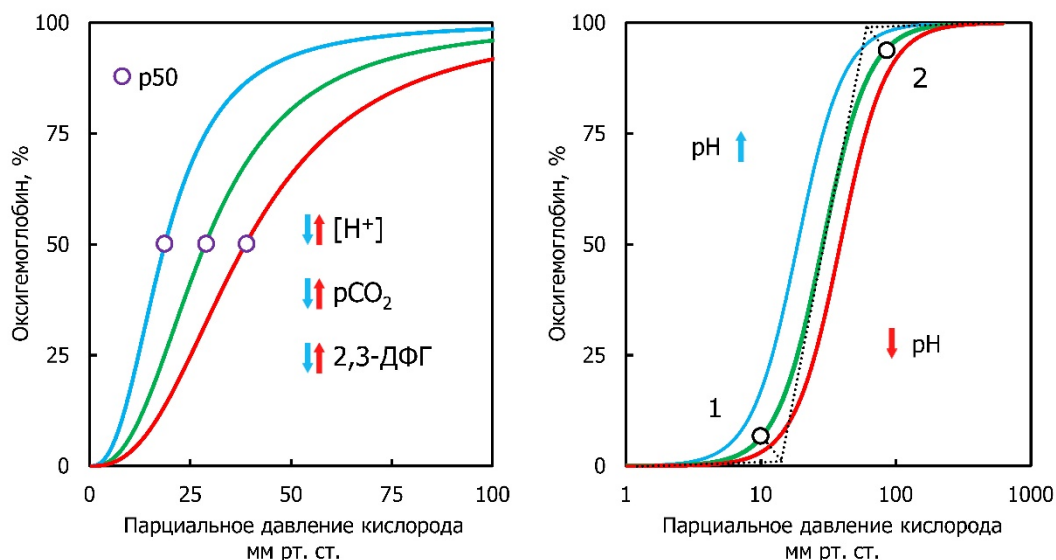 100
75
50
25
0
Оксигемоглобин, %
p50
[H⁺]
pCO₂
2,3-ДФГ
0
25
50
75
100
Парциальное давление кислорода
мм рт. ст.
100
75
50
25
0
Оксигемоглобин, %
2
pH
pH
1
1
10
100
1000
Парциальное давление кислорода
мм рт. ст.